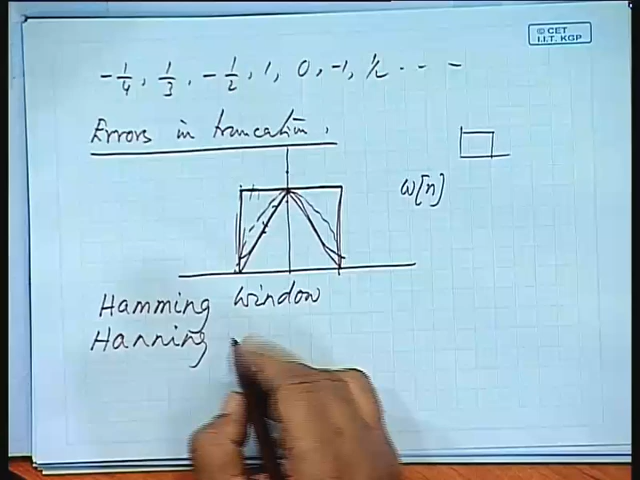 © CET
I.I.T. KGP
-1/4, 1/3, -1/2, 1, 0, -1, 1/2 . . . -
Errors in truncation.
w[n]
Hamming window
Hanning